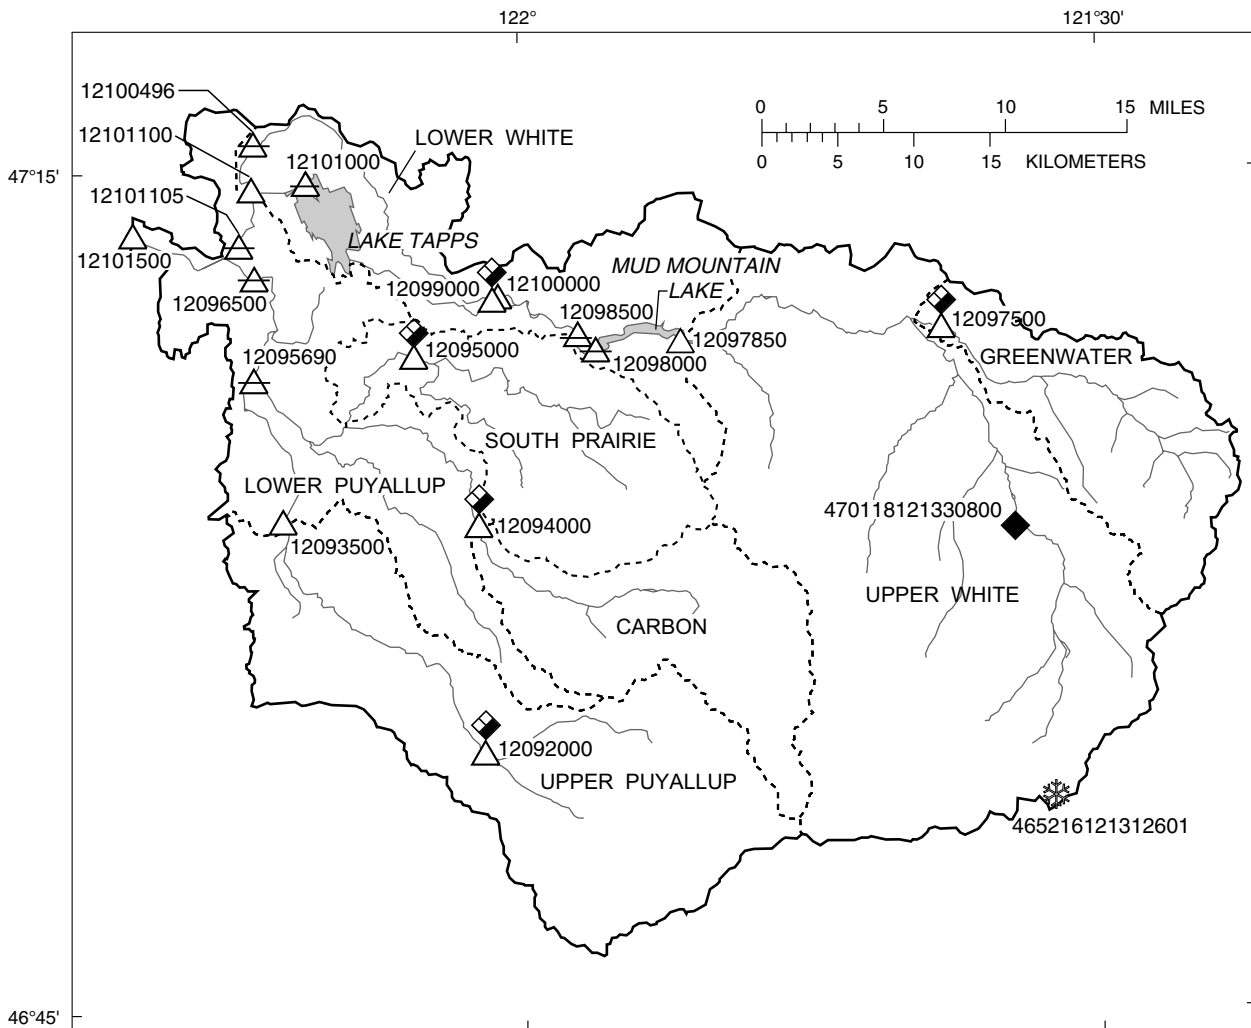 122°
121°30'
12100496
0 5 10 15 MILES
12101100
LOWER WHITE
12101000
0 5 10 15 KILOMETERS
47°15'
12101105
LAKE TAPPS
12101500
MUD MOUNTAIN
LAKE
12099000
12100000
12096500
12098500
12097500
12097850
12095690
12095000
12098000
GREENWATER
SOUTH PRAIRIE
LOWER PUYALLUP
470118121330800
12094000
12093500
UPPER WHITE
CARBON
12092000
UPPER PUYALLUP
465216121312601
46°45'